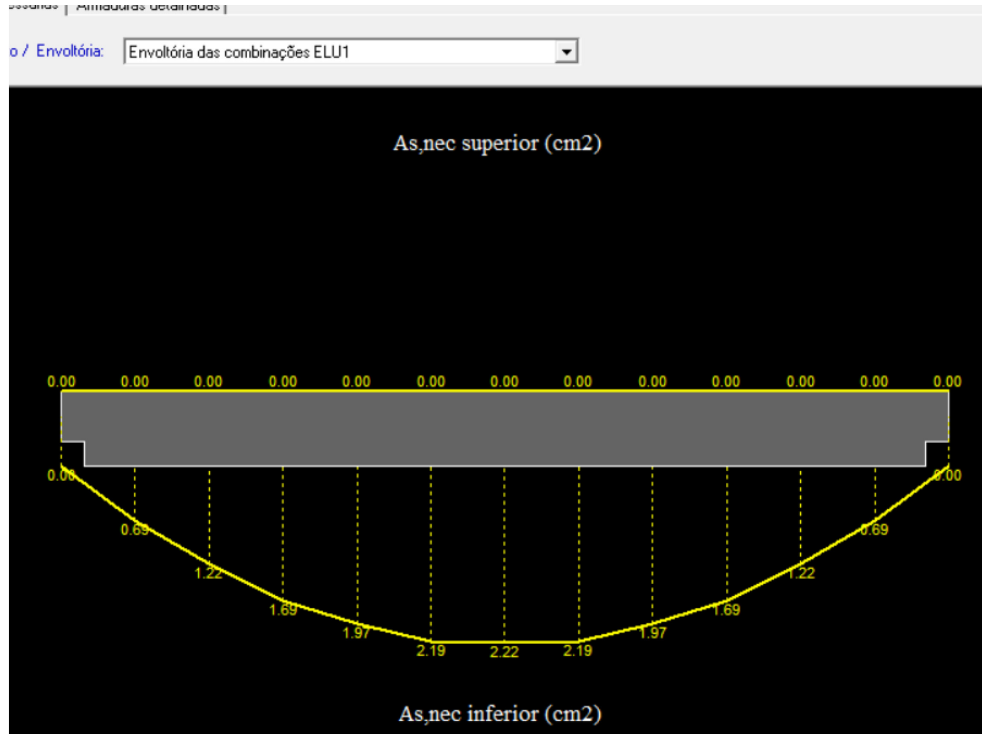 Armaduras detalhadas
o / Envoltória: Envoltória das combinações ELU1
As,nec superior (cm2)
0.00 0.00 0.00 0.00 0.00 0.00 0.00 0.00 0.00 0.00 0.00 0.00 0.00
0.00 0.00
0.69 0.69
1.22 1.22
1.69 1.69
1.97 1.97
2.19 2.22 2.19
As,nec inferior (cm2)